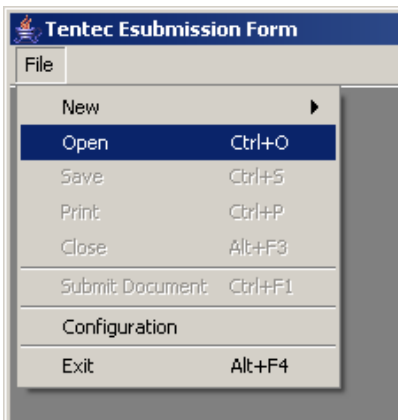 Tentec Esubmission Form
File
New
Open Ctrl+O
Save Ctrl+S
Print Ctrl+P
Close Alt+F3
Submit Document Ctrl+F1
Configuration
Exit Alt+F4